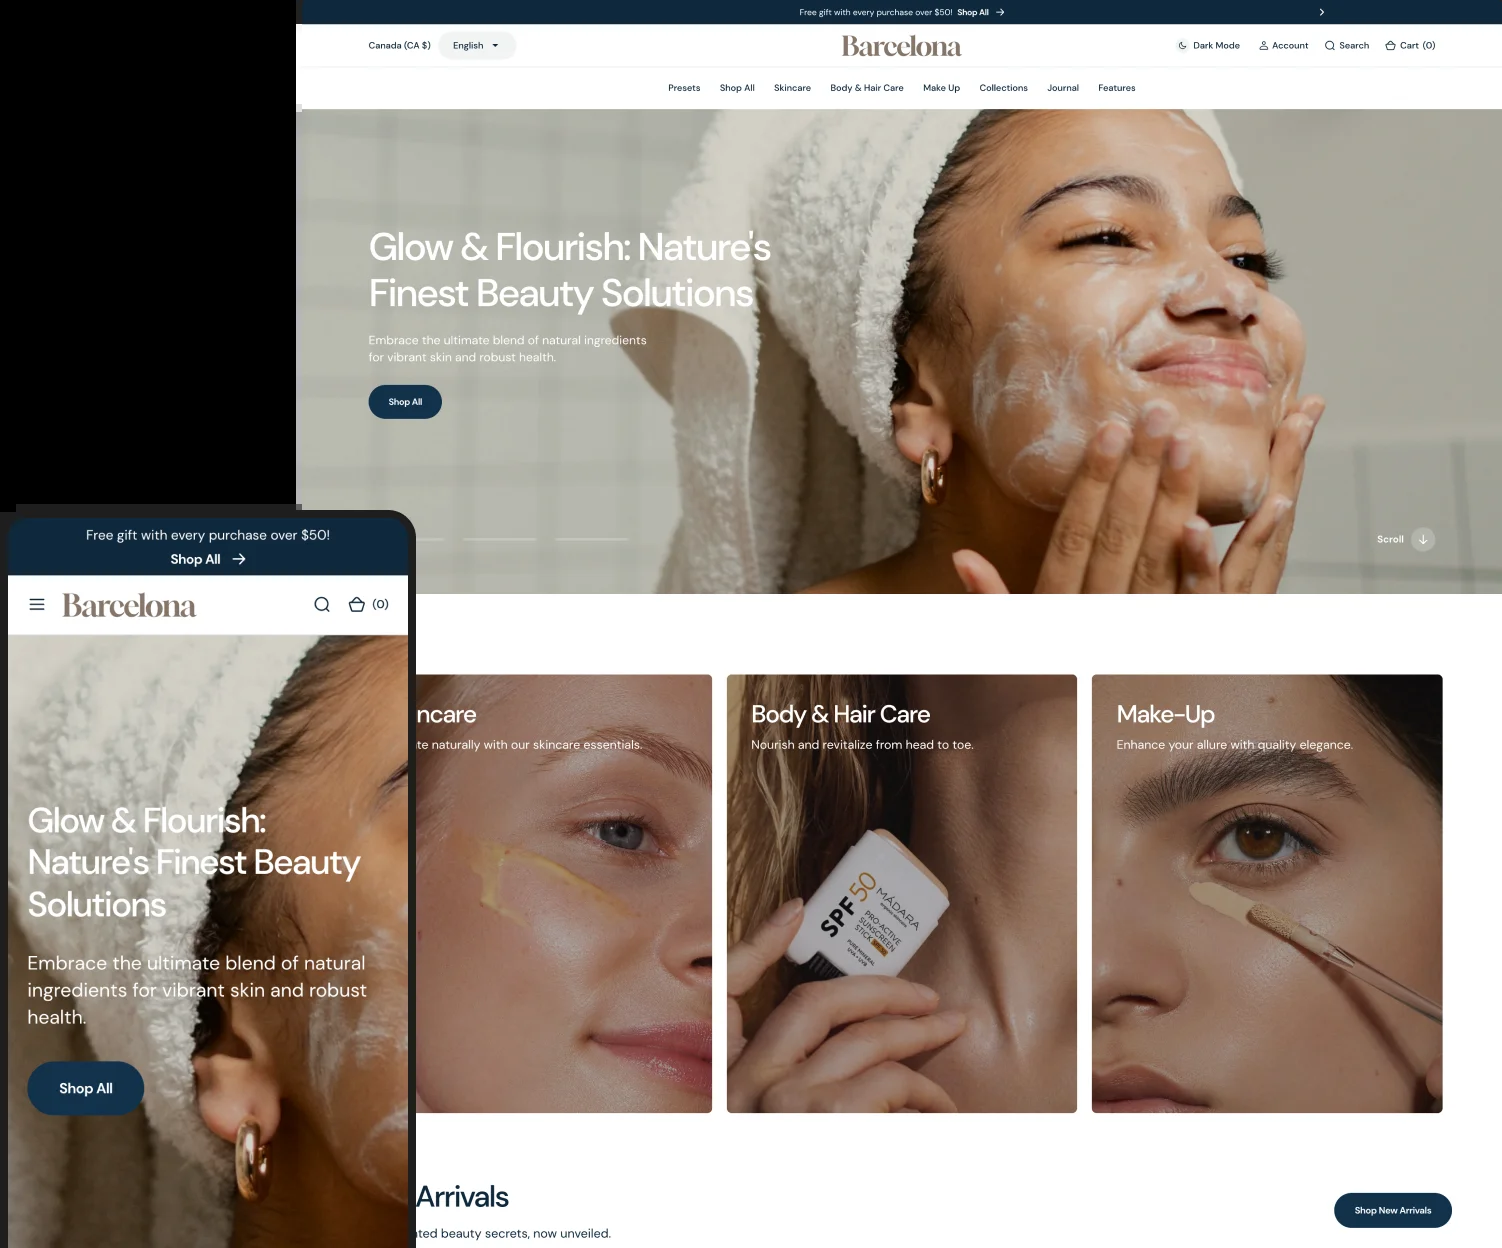 Free gift with every purchase over $50! Shop All
Canada (CA $) English Barcelona Dark Mode Account Search Cart (0)
Presets Shop All Skincare Body & Hair Care Make Up Collections Journal Features
Glow & Flourish: Nature's
Finest Beauty Solutions
Embrace the ultimate blend of natural ingredients
for vibrant skin and robust health.
Shop All
Scroll
Free gift with every purchase over $50!
Shop All
Barcelona (0)
Glow & Flourish:
Nature's Finest Beauty
Solutions
Embrace the ultimate blend of natural
ingredients for vibrant skin and robust
health.
Shop All
ncare
te naturally with our skincare essentials.
Body & Hair Care
Nourish and revitalize from head to toe.
SPF 50
MÁDARA
PRO-ACTIVE
SUNSCREEN
STICK
PURE MINERAL
UVA + UVB
Make-Up
Enhance your allure with quality elegance.
Arrivals
ted beauty secrets, now unveiled.
Shop New Arrivals